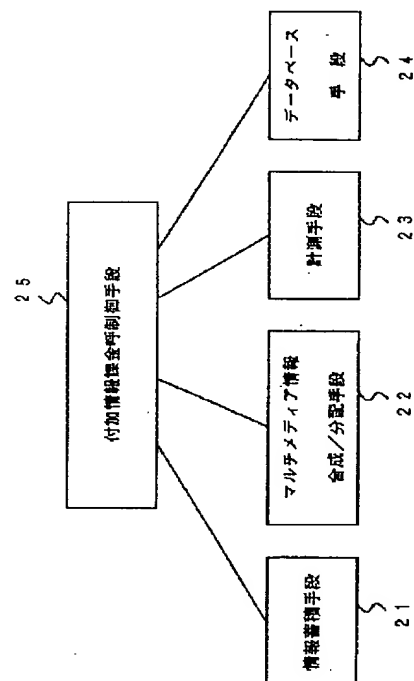 25
付加情報課金呼制御手段
情報蓄積手段
21
マルチメディア情報
合成／分配手段
22
計測手段
23
データベース
手段
24